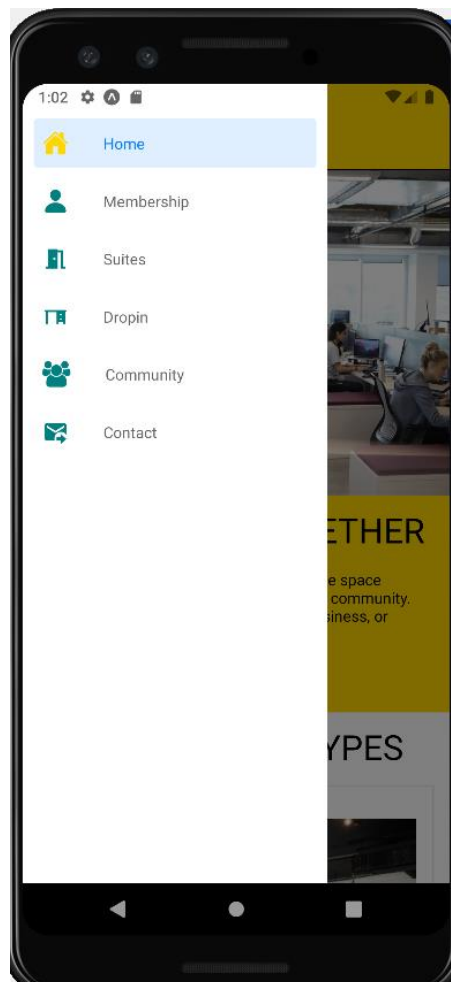 1:02
Home
Membership
Suites
Dropin
Community
Contact
ETHER
e space
community.
siness, or
YPES